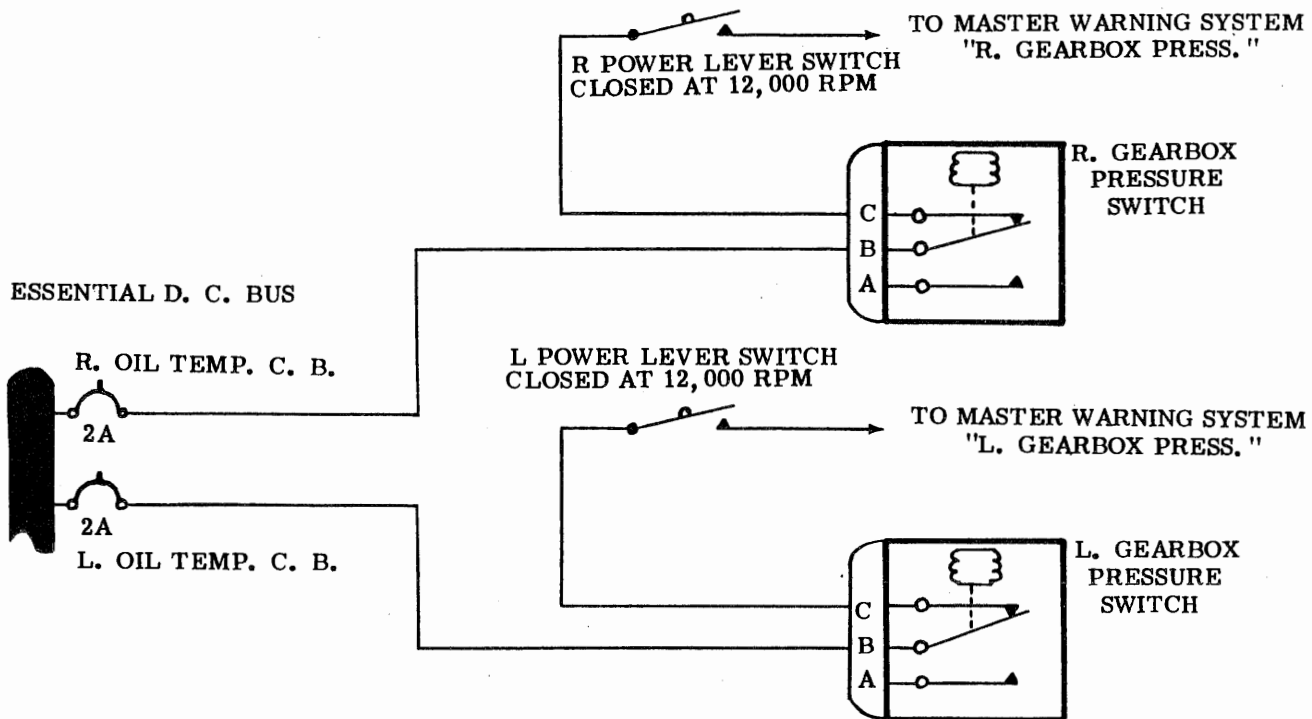 TO MASTER WARNING SYSTEM
"R. GEARBOX PRESS. "
R POWER LEVER SWITCH
CLOSED AT 12,000 RPM
R. GEARBOX
PRESSURE
SWITCH
C
B
A
ESSENTIAL D. C. BUS
R. OIL TEMP. C. B.
2A
2A
L. OIL TEMP. C. B.
L POWER LEVER SWITCH
CLOSED AT 12,000 RPM
TO MASTER WARNING SYSTEM
"L. GEARBOX PRESS. "
L. GEARBOX
PRESSURE
SWITCH
C
B
A